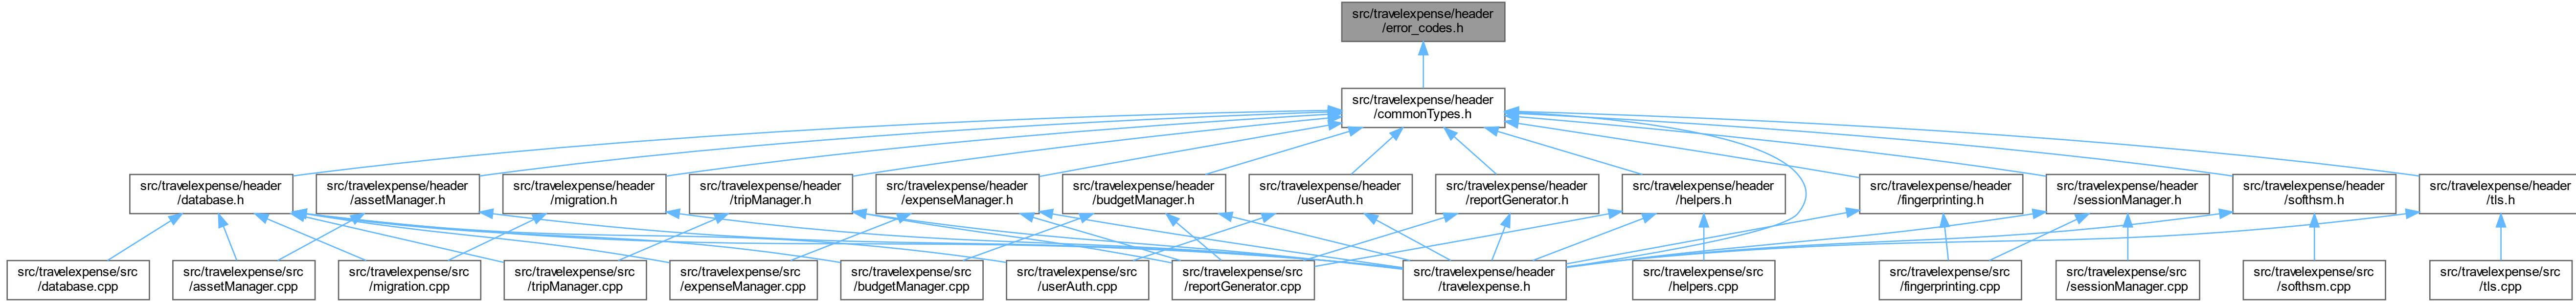 src/travelexpense/header
/error_codes.h
src/travelexpense/header
/commonTypes.h
src/travelexpense/header
/database.h
src/travelexpense/header
/assetManager.h
src/travelexpense/header
/migration.h
src/travelexpense/header
/tripManager.h
src/travelexpense/header
/expenseManager.h
src/travelexpense/header
/budgetManager.h
src/travelexpense/header
/userAuth.h
src/travelexpense/header
/reportGenerator.h
src/travelexpense/header
/helpers.h
src/travelexpense/header
/fingerprinting.h
src/travelexpense/header
/sessionManager.h
src/travelexpense/header
/softhsm.h
src/travelexpense/header
/tls.h
src/travelexpense/src
/database.cpp
src/travelexpense/src
/assetManager.cpp
src/travelexpense/src
/migration.cpp
src/travelexpense/src
/tripManager.cpp
src/travelexpense/src
/expenseManager.cpp
src/travelexpense/src
/budgetManager.cpp
src/travelexpense/src
/userAuth.cpp
src/travelexpense/src
/reportGenerator.cpp
src/travelexpense/header
/travelexpense.h
src/travelexpense/src
/helpers.cpp
src/travelexpense/src
/fingerprinting.cpp
src/travelexpense/src
/sessionManager.cpp
src/travelexpense/src
/softhsm.cpp
src/travelexpense/src
/tls.cpp